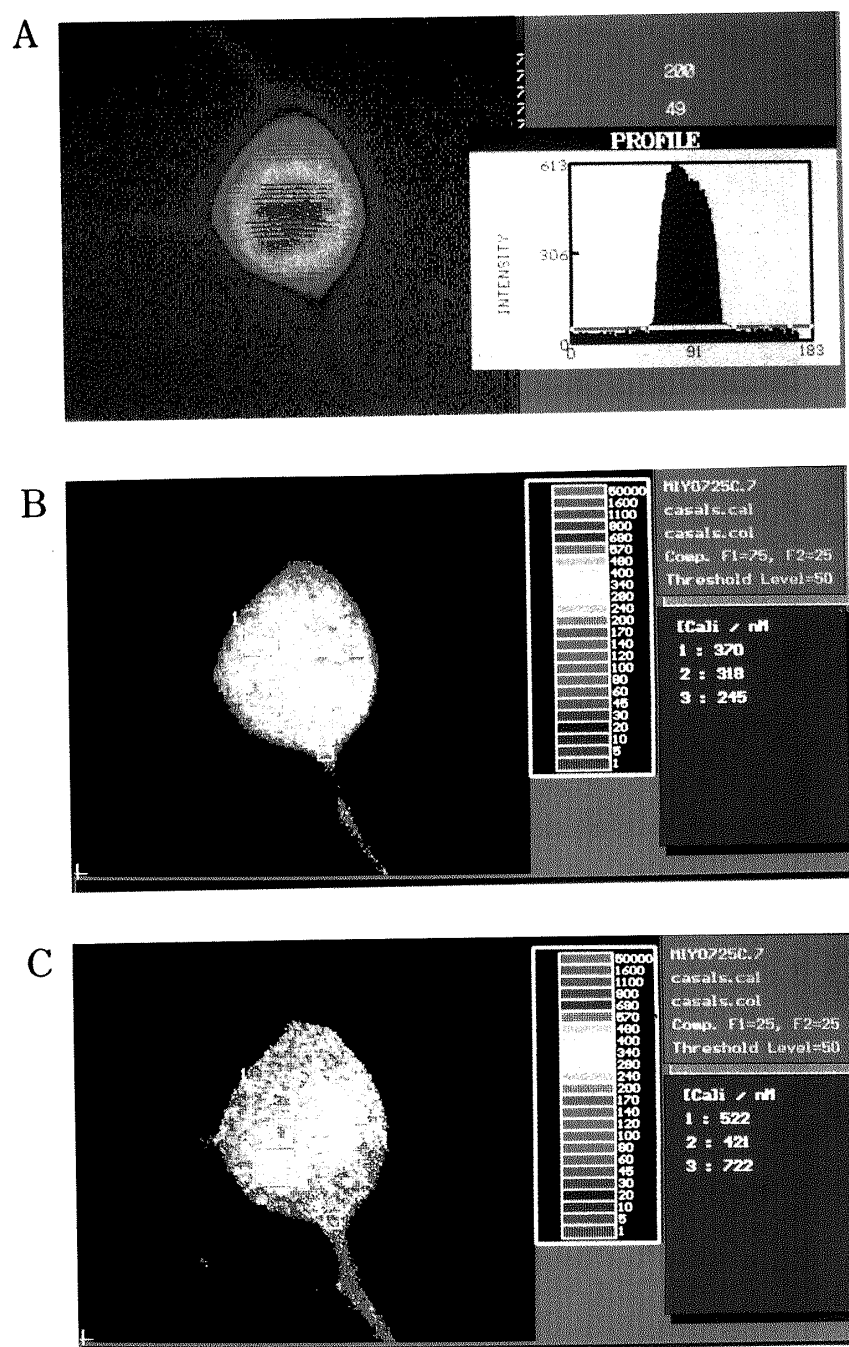 A
200
49
PROFILE
613
306
0
INTENSITY
0 91 183
B
50000
1600
1100
800
680
570
480
400
340
280
240
200
170
140
120
100
80
60
45
30
20
10
5
1
MIY0725C.7
casals.cal
casals.col
Comp. F1=75, F2=25
Threshold Level=50
[Ca]i / nM
1 : 370
2 : 318
3 : 245
C
50000
1600
1100
800
680
570
480
400
340
280
240
200
170
140
120
100
80
60
45
30
20
10
5
1
MIY0725C.7
casals.cal
casals.col
Comp. F1=25, F2=25
Threshold Level=50
[Ca]i / nM
1 : 522
2 : 421
3 : 722